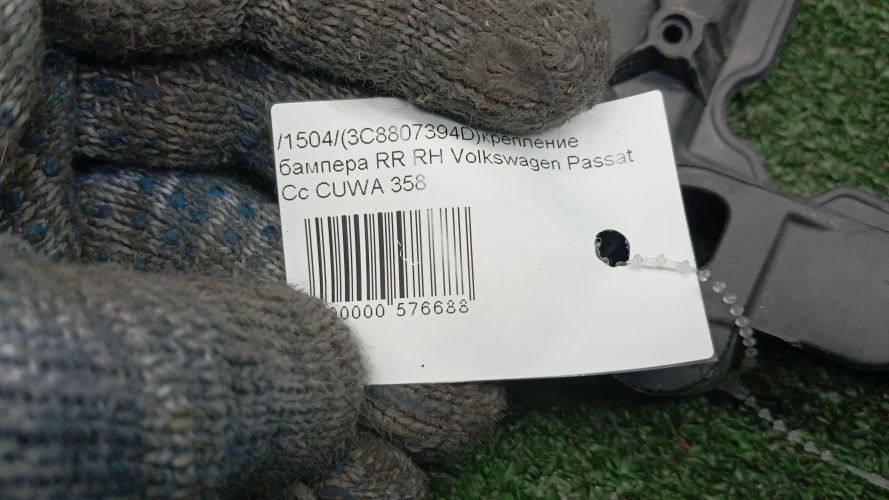 /1504/(3C8807394D)крепление
бампера RR RH Volkswagen Passat
Cc CUWA 358
00000 576688